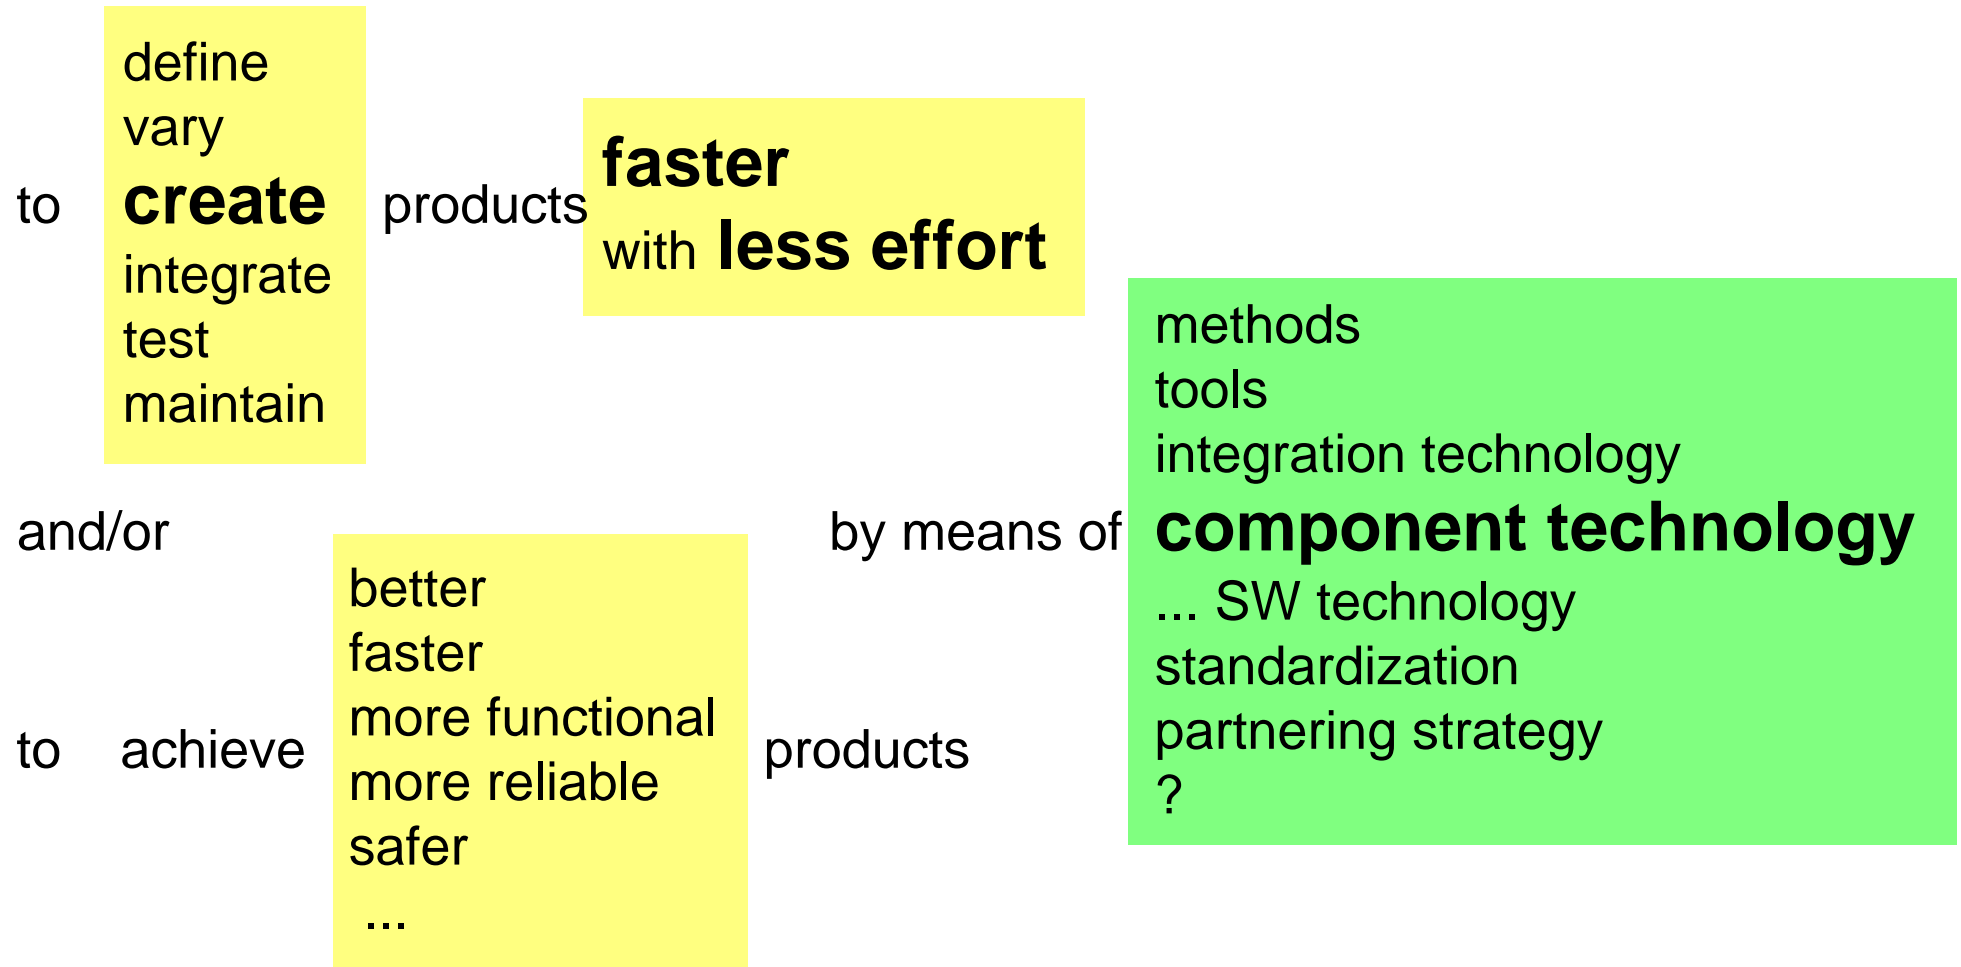 to
define
vary
create
integrate
test
maintain
products
faster
with less effort
and/or
to achieve
better
faster
more functional
more reliable
safer
...
products
by means of
methods
tools
integration technology
component technology
... SW technology
standardization
partnering strategy
?